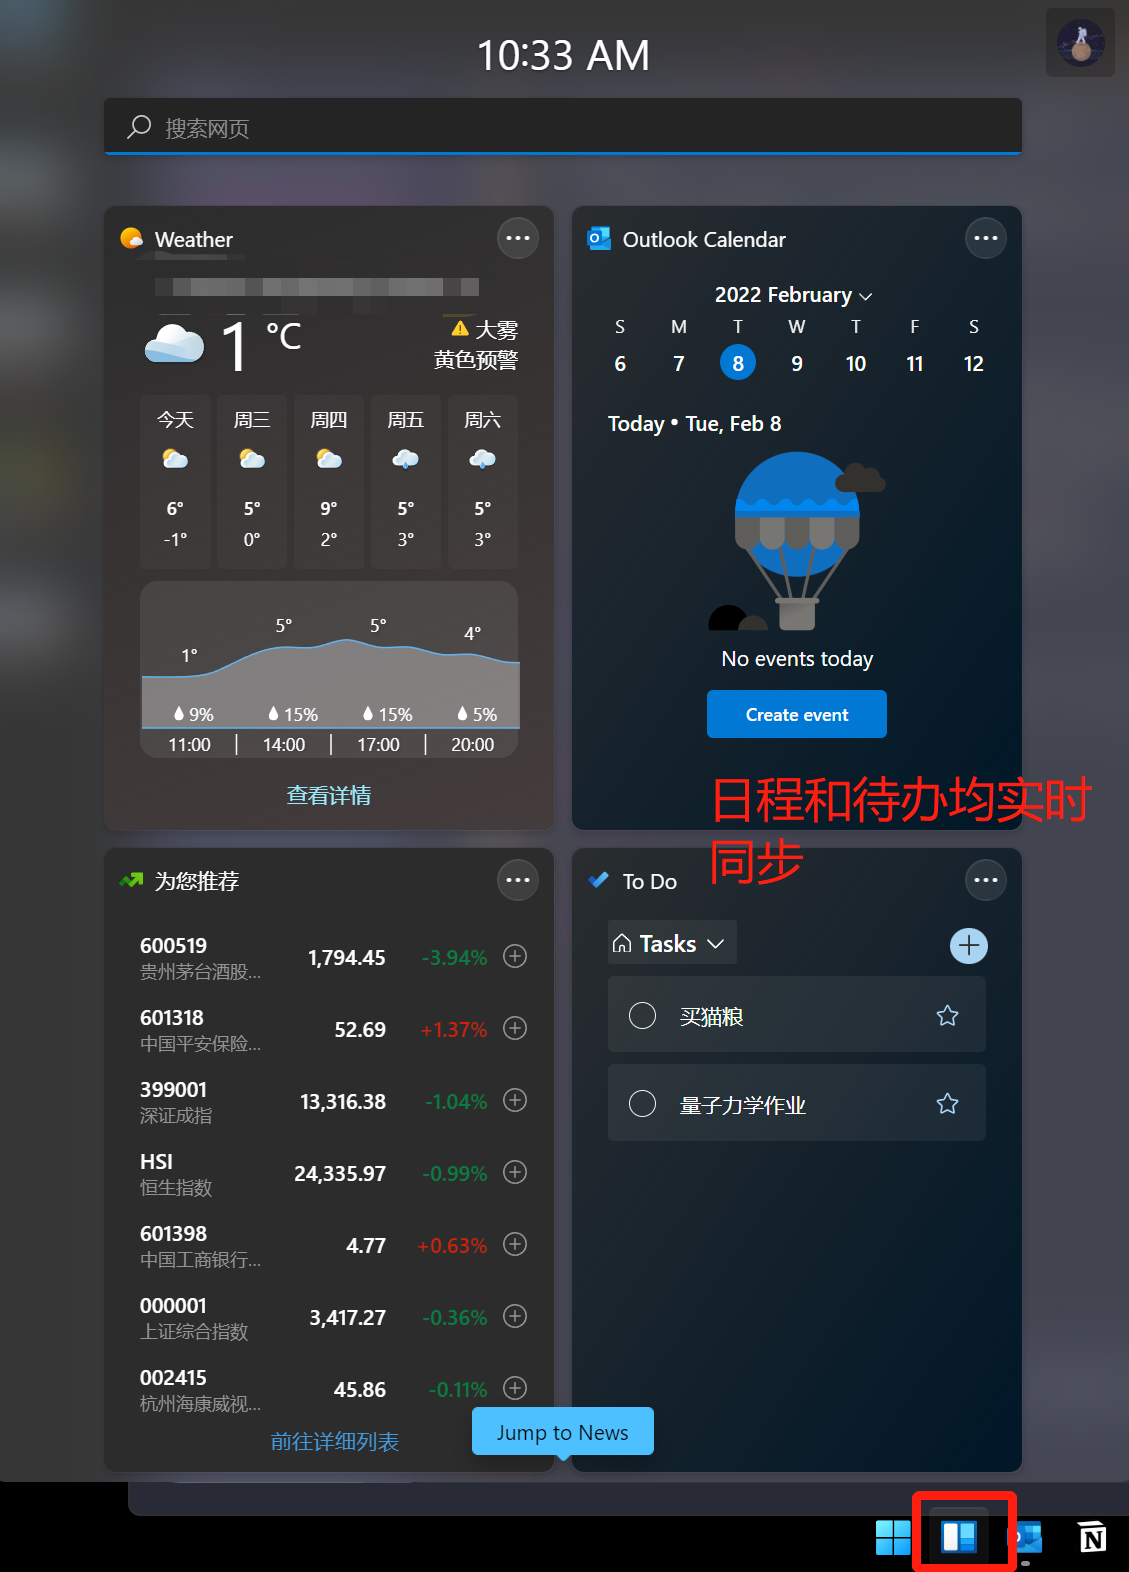 10:33 AM
搜索网页
Weather
1 °C
大雾
黄色预警
今天 周三 周四 周五 周六
6° 5° 9° 5° 5°
-1° 0° 2° 3° 3°
1° 5° 5° 4°
9% 15% 15% 5%
11:00 14:00 17:00 20:00
查看详情
Outlook Calendar
2022 February
S M T W T F S
6 7 8 9 10 11 12
Today • Tue, Feb 8
No events today
Create event
日程和待办均实时
同步
为您推荐
600519 1,794.45 -3.94%
贵州茅台酒股...
601318 52.69 +1.37%
中国平安保险...
399001 13,316.38 -1.04%
深证成指
HSI 24,335.97 -0.99%
恒生指数
601398 4.77 +0.63%
中国工商银行...
000001 3,417.27 -0.36%
上证综合指数
002415 45.86 -0.11%
杭州海康威视...
前往详细列表
To Do
Tasks
买猫粮
量子力学作业
Jump to News